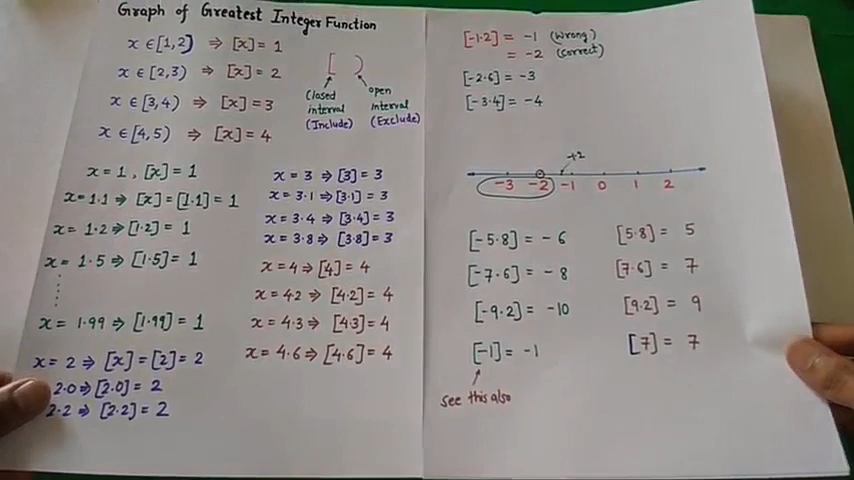 Graph of Greatest Integer Function
x ∈ [1,2) ⇒ [x] = 1
x ∈ [2,3) ⇒ [x] = 2
x ∈ [3,4) ⇒ [x] = 3
x ∈ [4,5) ⇒ [x] = 4
[ )
Closed interval (Include)
open interval (Exclude)
x = 1 , [x] = 1
x = 1.1 ⇒ [x] = [1.1] = 1
x = 1.2 ⇒ [1.2] = 1
x = 1.5 ⇒ [1.5] = 1
x = 1.99 ⇒ [1.99] = 1
x = 2 ⇒ [x] = [2] = 2
2.0 ⇒ [2.0] = 2
2.2 ⇒ [2.2] = 2
x = 3 ⇒ [3] = 3
x = 3.1 ⇒ [3.1] = 3
x = 3.4 ⇒ [3.4] = 3
x = 3.8 ⇒ [3.8] = 3
x = 4 ⇒ [4] = 4
x = 4.2 ⇒ [4.2] = 4
x = 4.3 ⇒ [4.3] = 4
x = 4.6 ⇒ [4.6] = 4
[-1.2] = -1 (Wrong)
= -2 (Correct)
[-2.6] = -3
[-3.4] = -4
-3 -2 -1 0 1 2
[-5.8] = -6
[-7.6] = -8
[-9.2] = -10
[-1] = -1
see this also
[5.8] = 5
[7.6] = 7
[9.2] = 9
[7] = 7